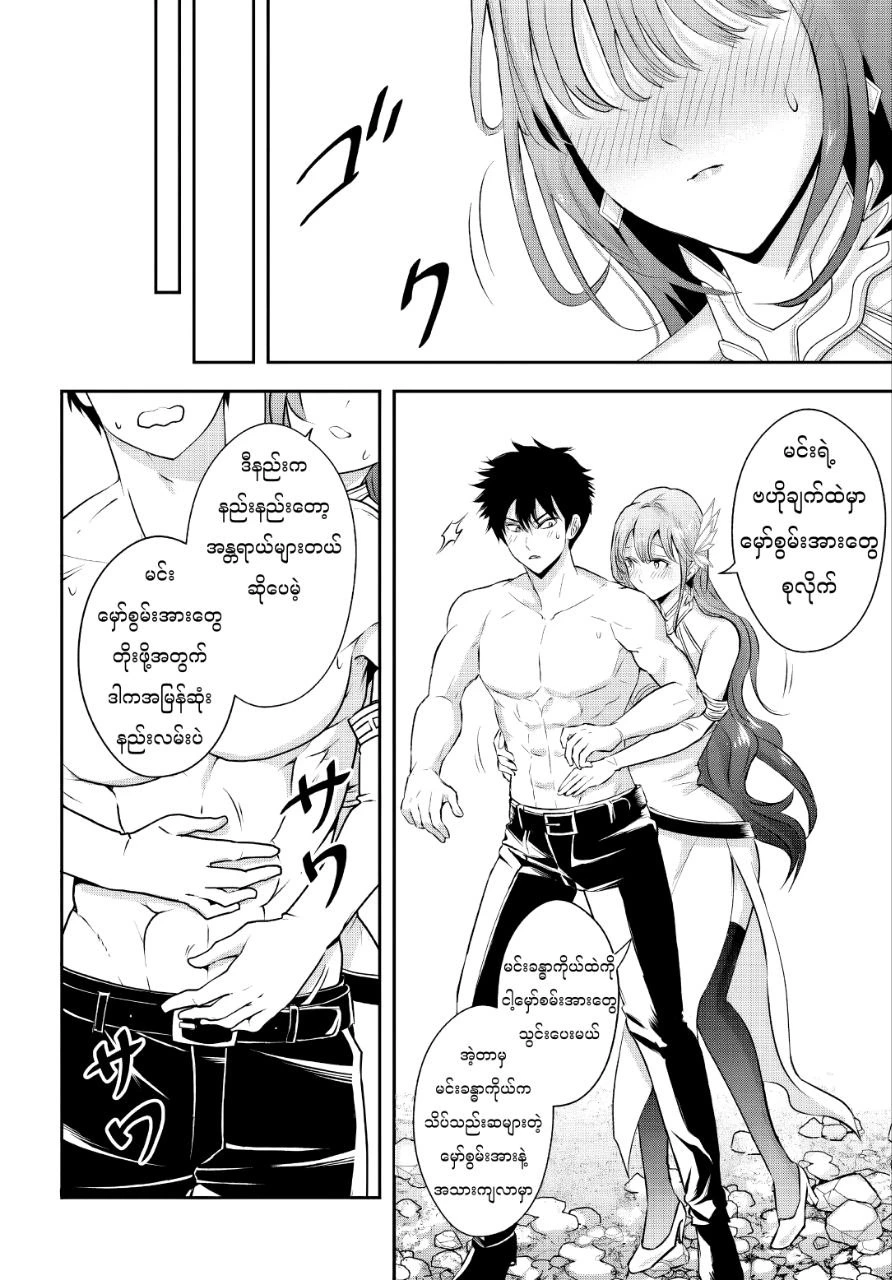 ゴクッ
မင်းရဲ့
ဗဟိုချက်ထဲမှာ
မှော်စွမ်းအားတွေ
စုလိုက်
မင်းခန္ဓာကိုယ်ထဲကို
ငါ့မှော်စမ်းအားတွေ
သွင်းပေးမယ်
အဲ့တာမှ
မင်းခန္ဓာကိုယ်က
သိပ်သည်းဆများတဲ့
မှော်စွမ်းအားနဲ့
အသားကျလာမှာ
ဒီနည်းက
နည်းနည်းတော့
အန္တရာယ်များတယ်
ဆိုပေမဲ့
မင်း
မှော်စွမ်းအားတွေ
တိုးဖို့အတွက်
ဒါကအမြန်ဆုံး
နည်းလမ်းပဲ
サワ
サワ